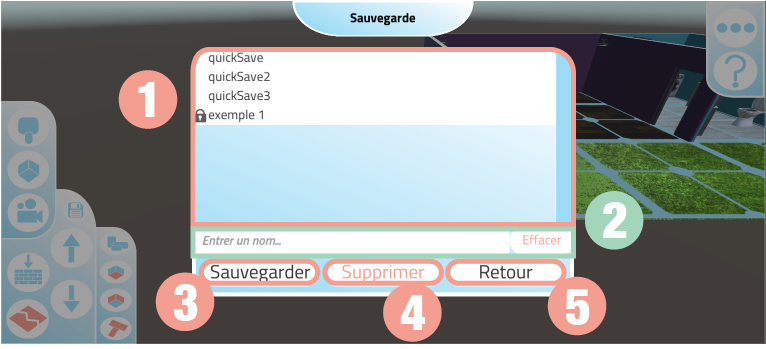 Sauvegarde
...
?
1
quickSave
quickSave2
quickSave3
exemple 1
2
Entrer un nom... Effacer
Sauvegarder Supprimer Retour
3 4 5